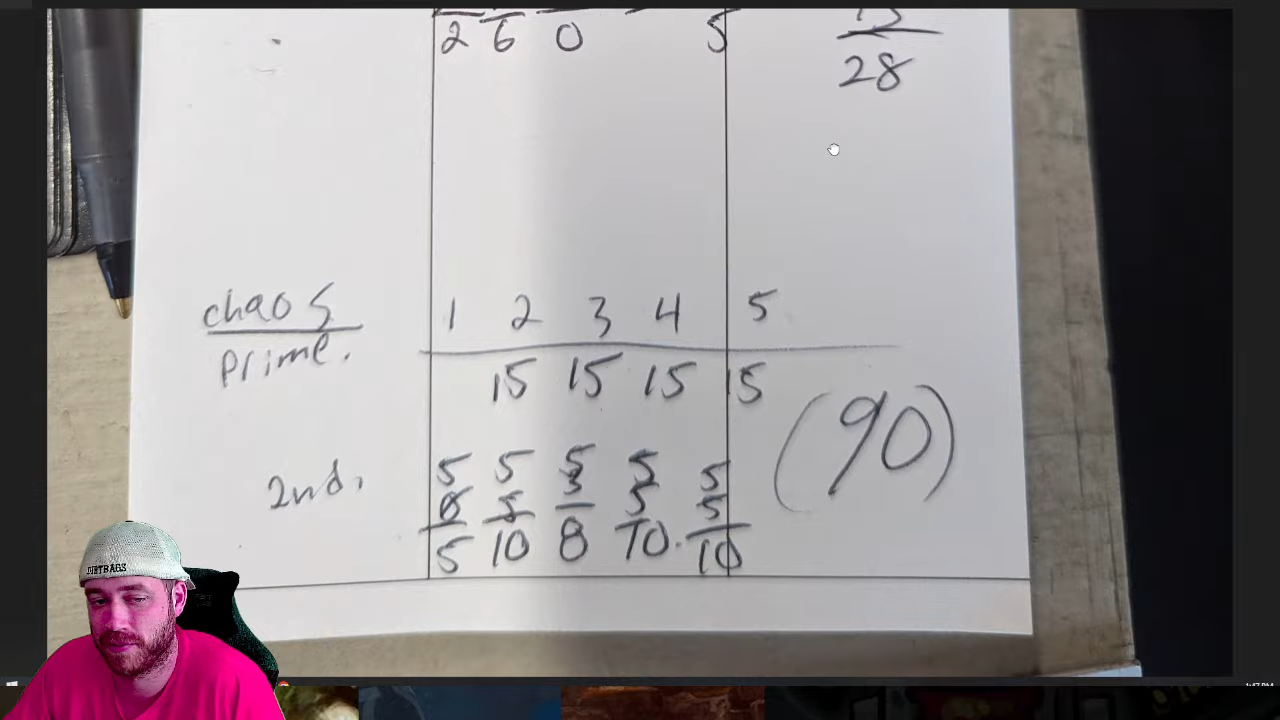 2 6 0 5
28
chaos 1 2 3 4 5
prime. 15 15 15 15
(90)
2nd. 5 5 5 5 5
5 3 5 5
5 10 8 10. 10
DIRTBAGS